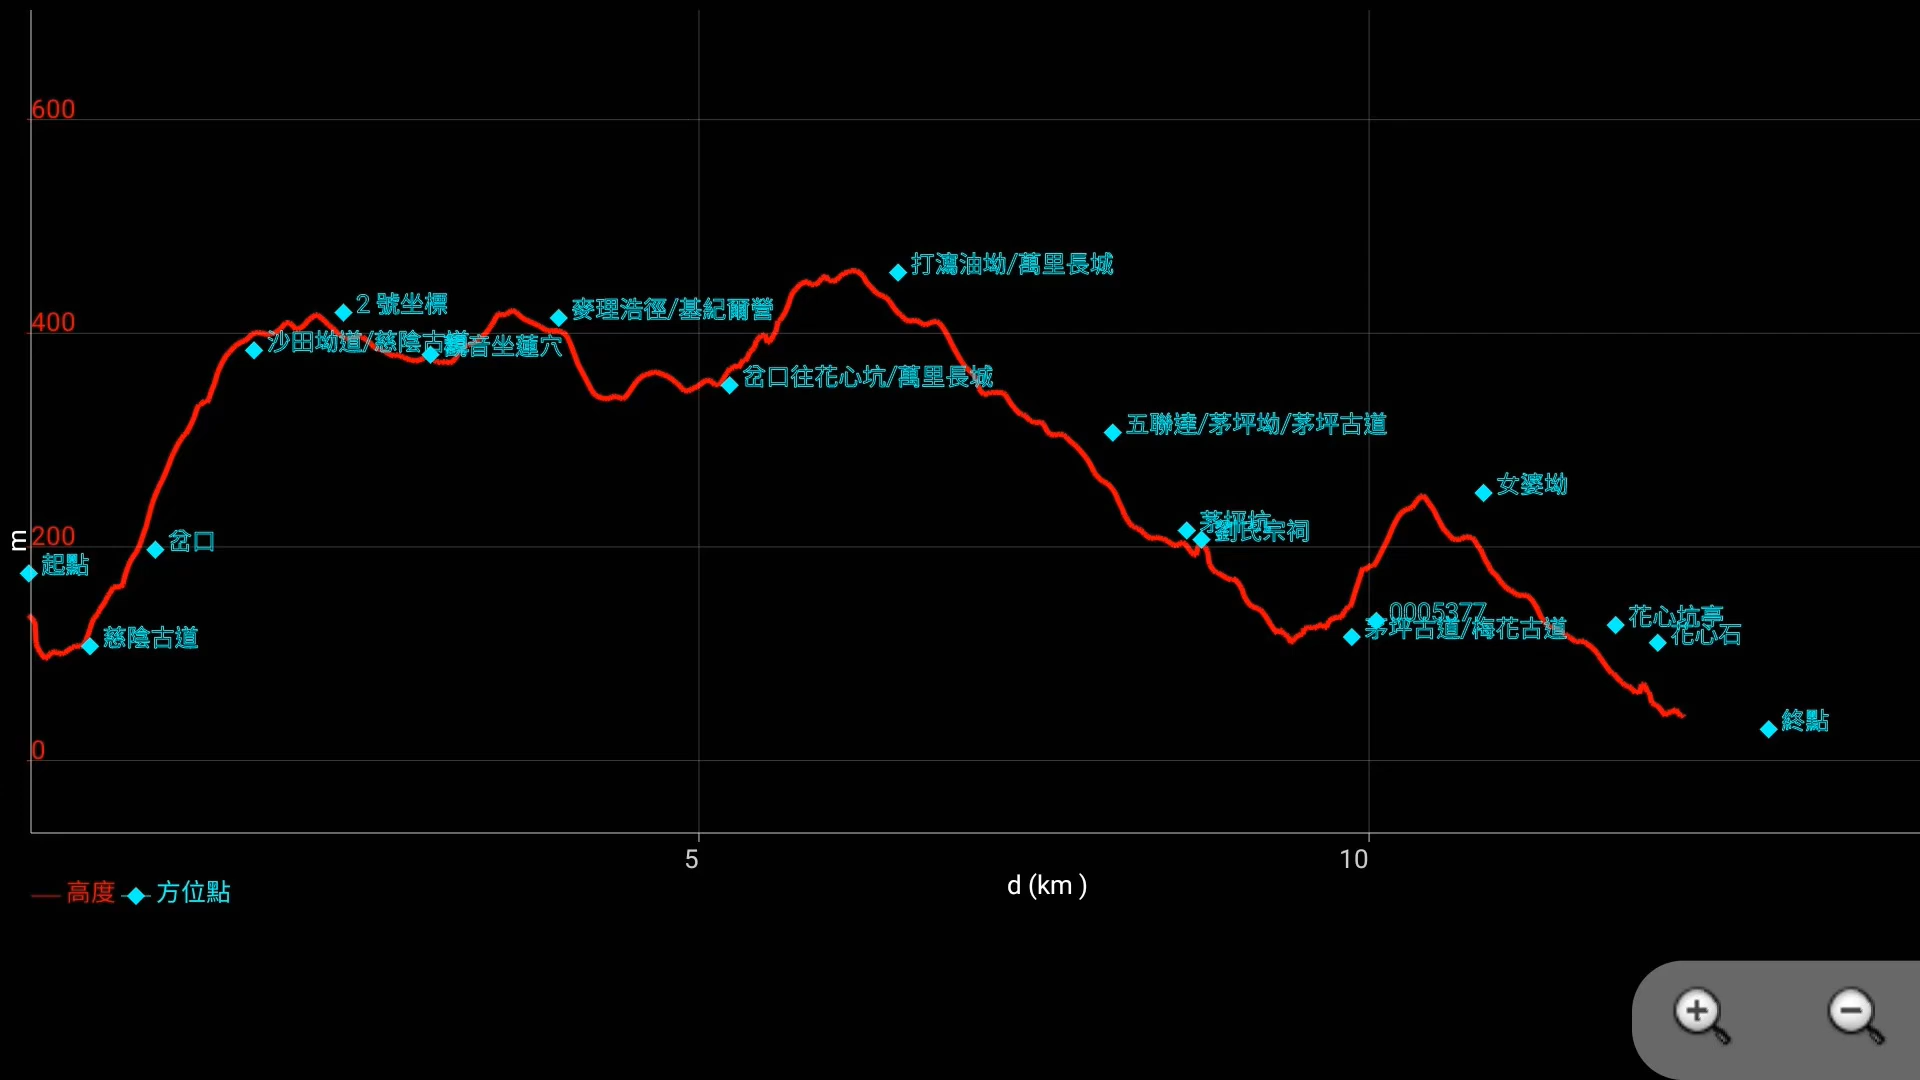 600
打瀉油坳/萬里長城
2 號坐標
麥理浩徑/基紀爾營
400
沙田坳道/慈陰古道
觀音坐蓮穴
岔口往花心坑/萬里長城
五聯達/茅坪坳/茅坪古道
女婆坳
茅坪坑
劉氏宗祠
200
m
岔口
起點
0005377
花心坑亭
茅坪古道/梅花古道
花心石
慈陰古道
終點
0
5
10
d (km )
高度
方位點